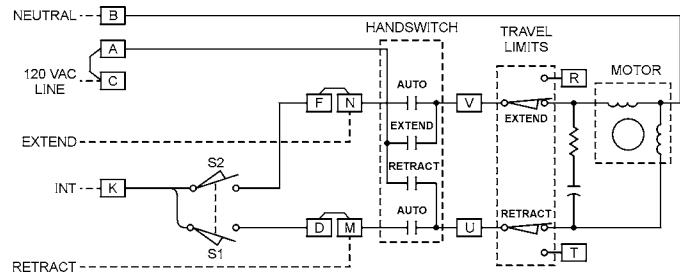 NEUTRAL B
HANDSWITCH
TRAVEL
LIMITS
A
R
MOTOR
120 VAC
LINE
C
AUTO
F N
V
EXTEND
EXTEND
EXTEND
S2
RETRACT
INT K
AUTO
RETRACT
D M
U
S1
T
RETRACT